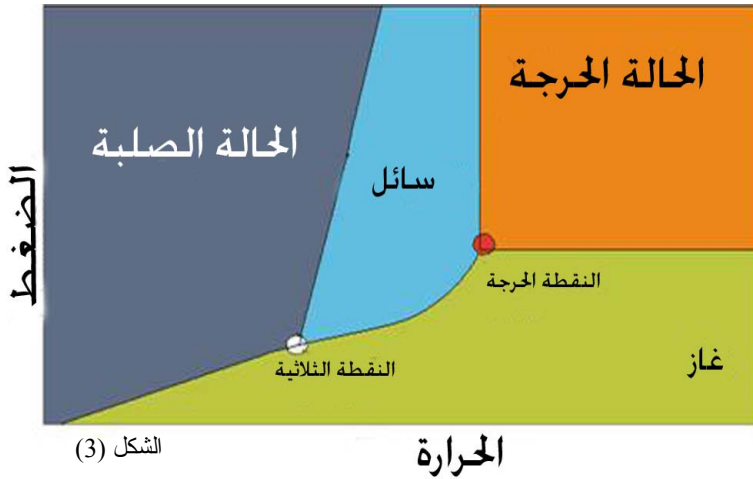 الحالة الحرجة
الحالة الصلبة
سائل
الضغط
النقطة الحرجة
غاز
النقطة الثلاثية
الحرارة
الشكل (3)